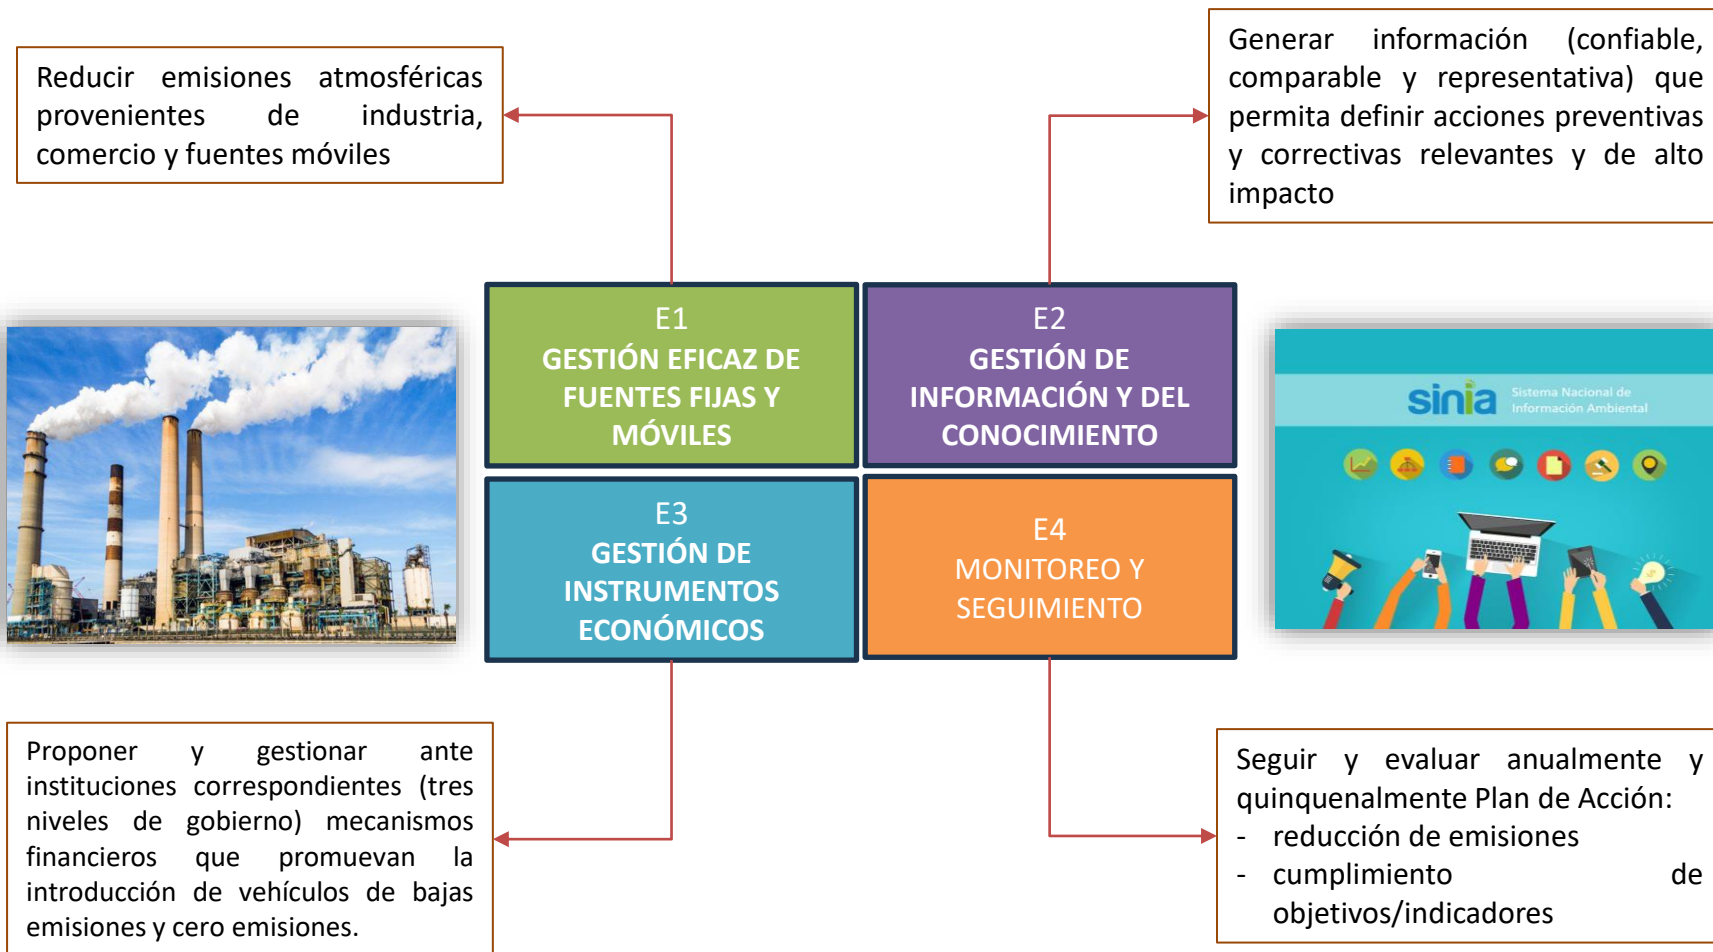 Reducir emisiones atmosféricas
provenientes de industria,
comercio y fuentes móviles
Generar información (confiable,
comparable y representativa) que
permita definir acciones preventivas
y correctivas relevantes y de alto
impacto
E1
GESTIÓN EFICAZ DE
FUENTES FIJAS Y
MÓVILES
E2
GESTIÓN DE
INFORMACIÓN Y DEL
CONOCIMIENTO
sinia
Sistema Nacional de
Información Ambiental
E3
GESTIÓN DE
INSTRUMENTOS
ECONÓMICOS
E4
MONITOREO Y
SEGUIMIENTO
Proponer y gestionar ante
instituciones correspondientes (tres
niveles de gobierno) mecanismos
financieros que promuevan la
introducción de vehículos de bajas
emisiones y cero emisiones.
Seguir y evaluar anualmente y
quinquenalmente Plan de Acción:
- reducción de emisiones
- cumplimiento de
objetivos/indicadores